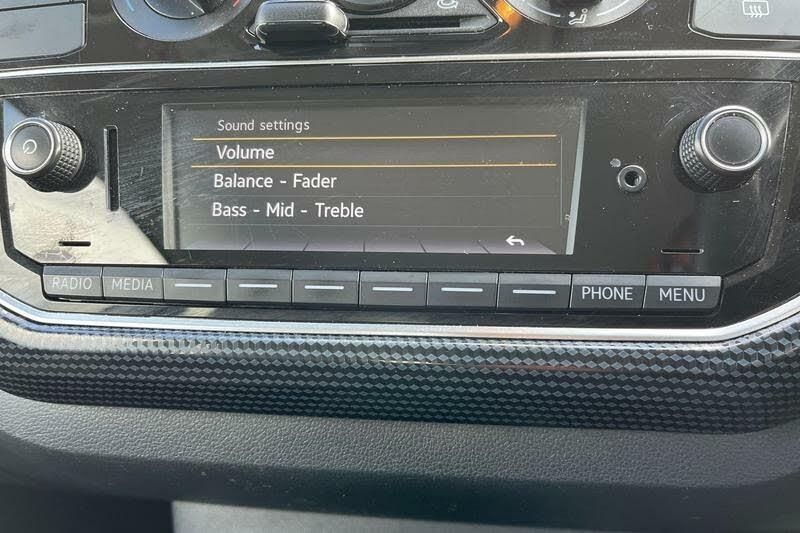 Sound settings
Volume
Balance - Fader
Bass - Mid - Treble
RADIO MEDIA PHONE MENU